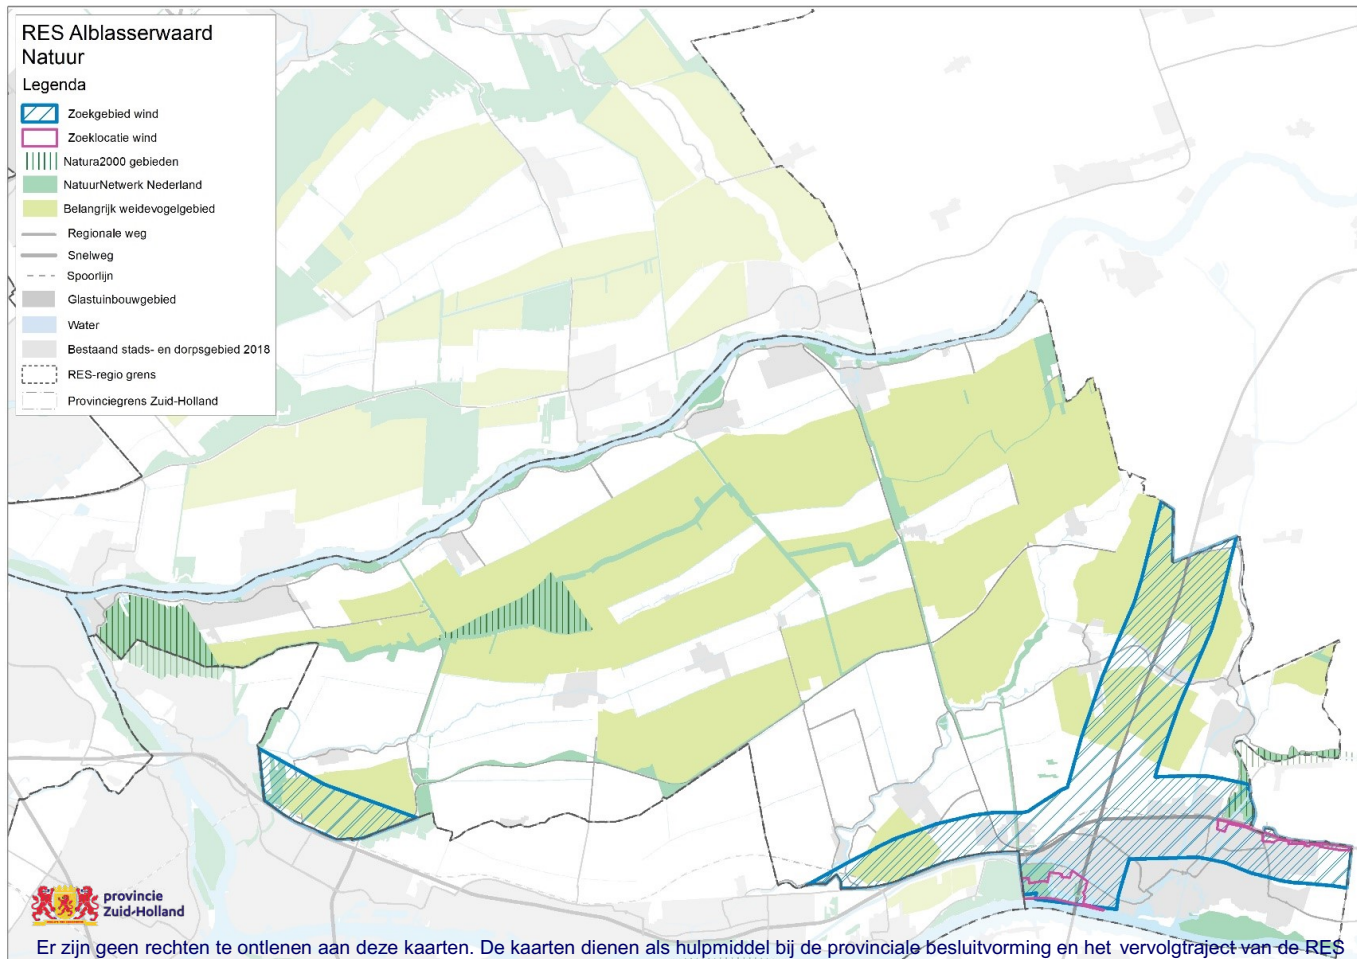 RES Alblasserwaard
Natuur
Legenda
Zoekgebied wind
Zoeklocatie wind
Natura2000 gebieden
NatuurNetwerk Nederland
Belangrijk weidevogelgebied
Regionale weg
Snelweg
Spoorlijn
Glastuinbouwgebied
Water
Bestaand stads- en dorpsgebied 2018
RES-regio grens
Provinciegrens Zuid-Holland
provincie
Zuid-Holland
Er zijn geen rechten te ontlenen aan deze kaarten. De kaarten dienen als hulpmiddel bij de provinciale besluitvorming en het vervolgtraject van de RES